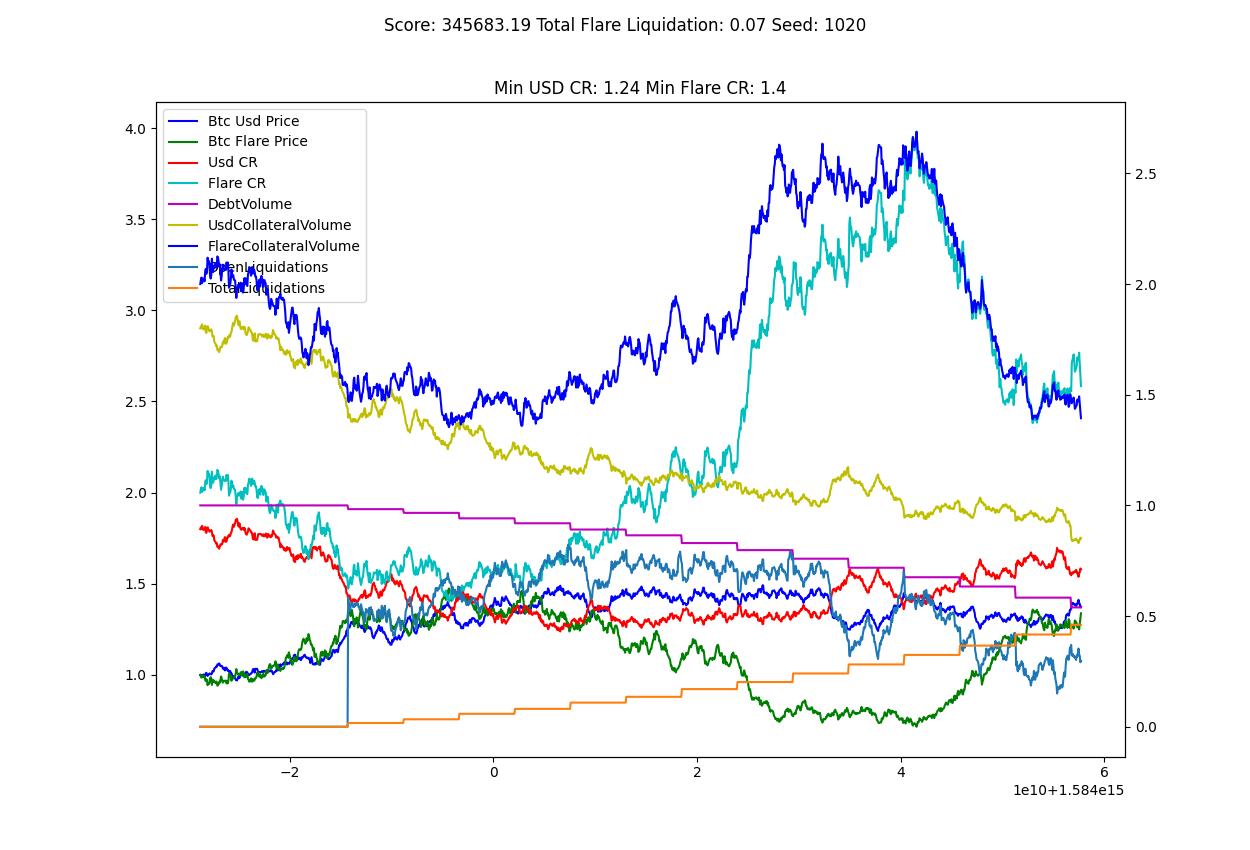 Score: 345683.19 Total Flare Liquidation: 0.07 Seed: 1020
Min USD CR: 1.24 Min Flare CR: 1.4
Btc Usd Price
Btc Flare Price
Usd CR
Flare CR
DebtVolume
UsdCollateralVolume
FlareCollateralVolume
OpenLiquidations
TotalLiquidations
4.0
3.5
3.0
2.5
2.0
1.5
1.0
2.5
2.0
1.5
1.0
0.5
0.0
−2 0 2 4 6
1e10+1.584e15